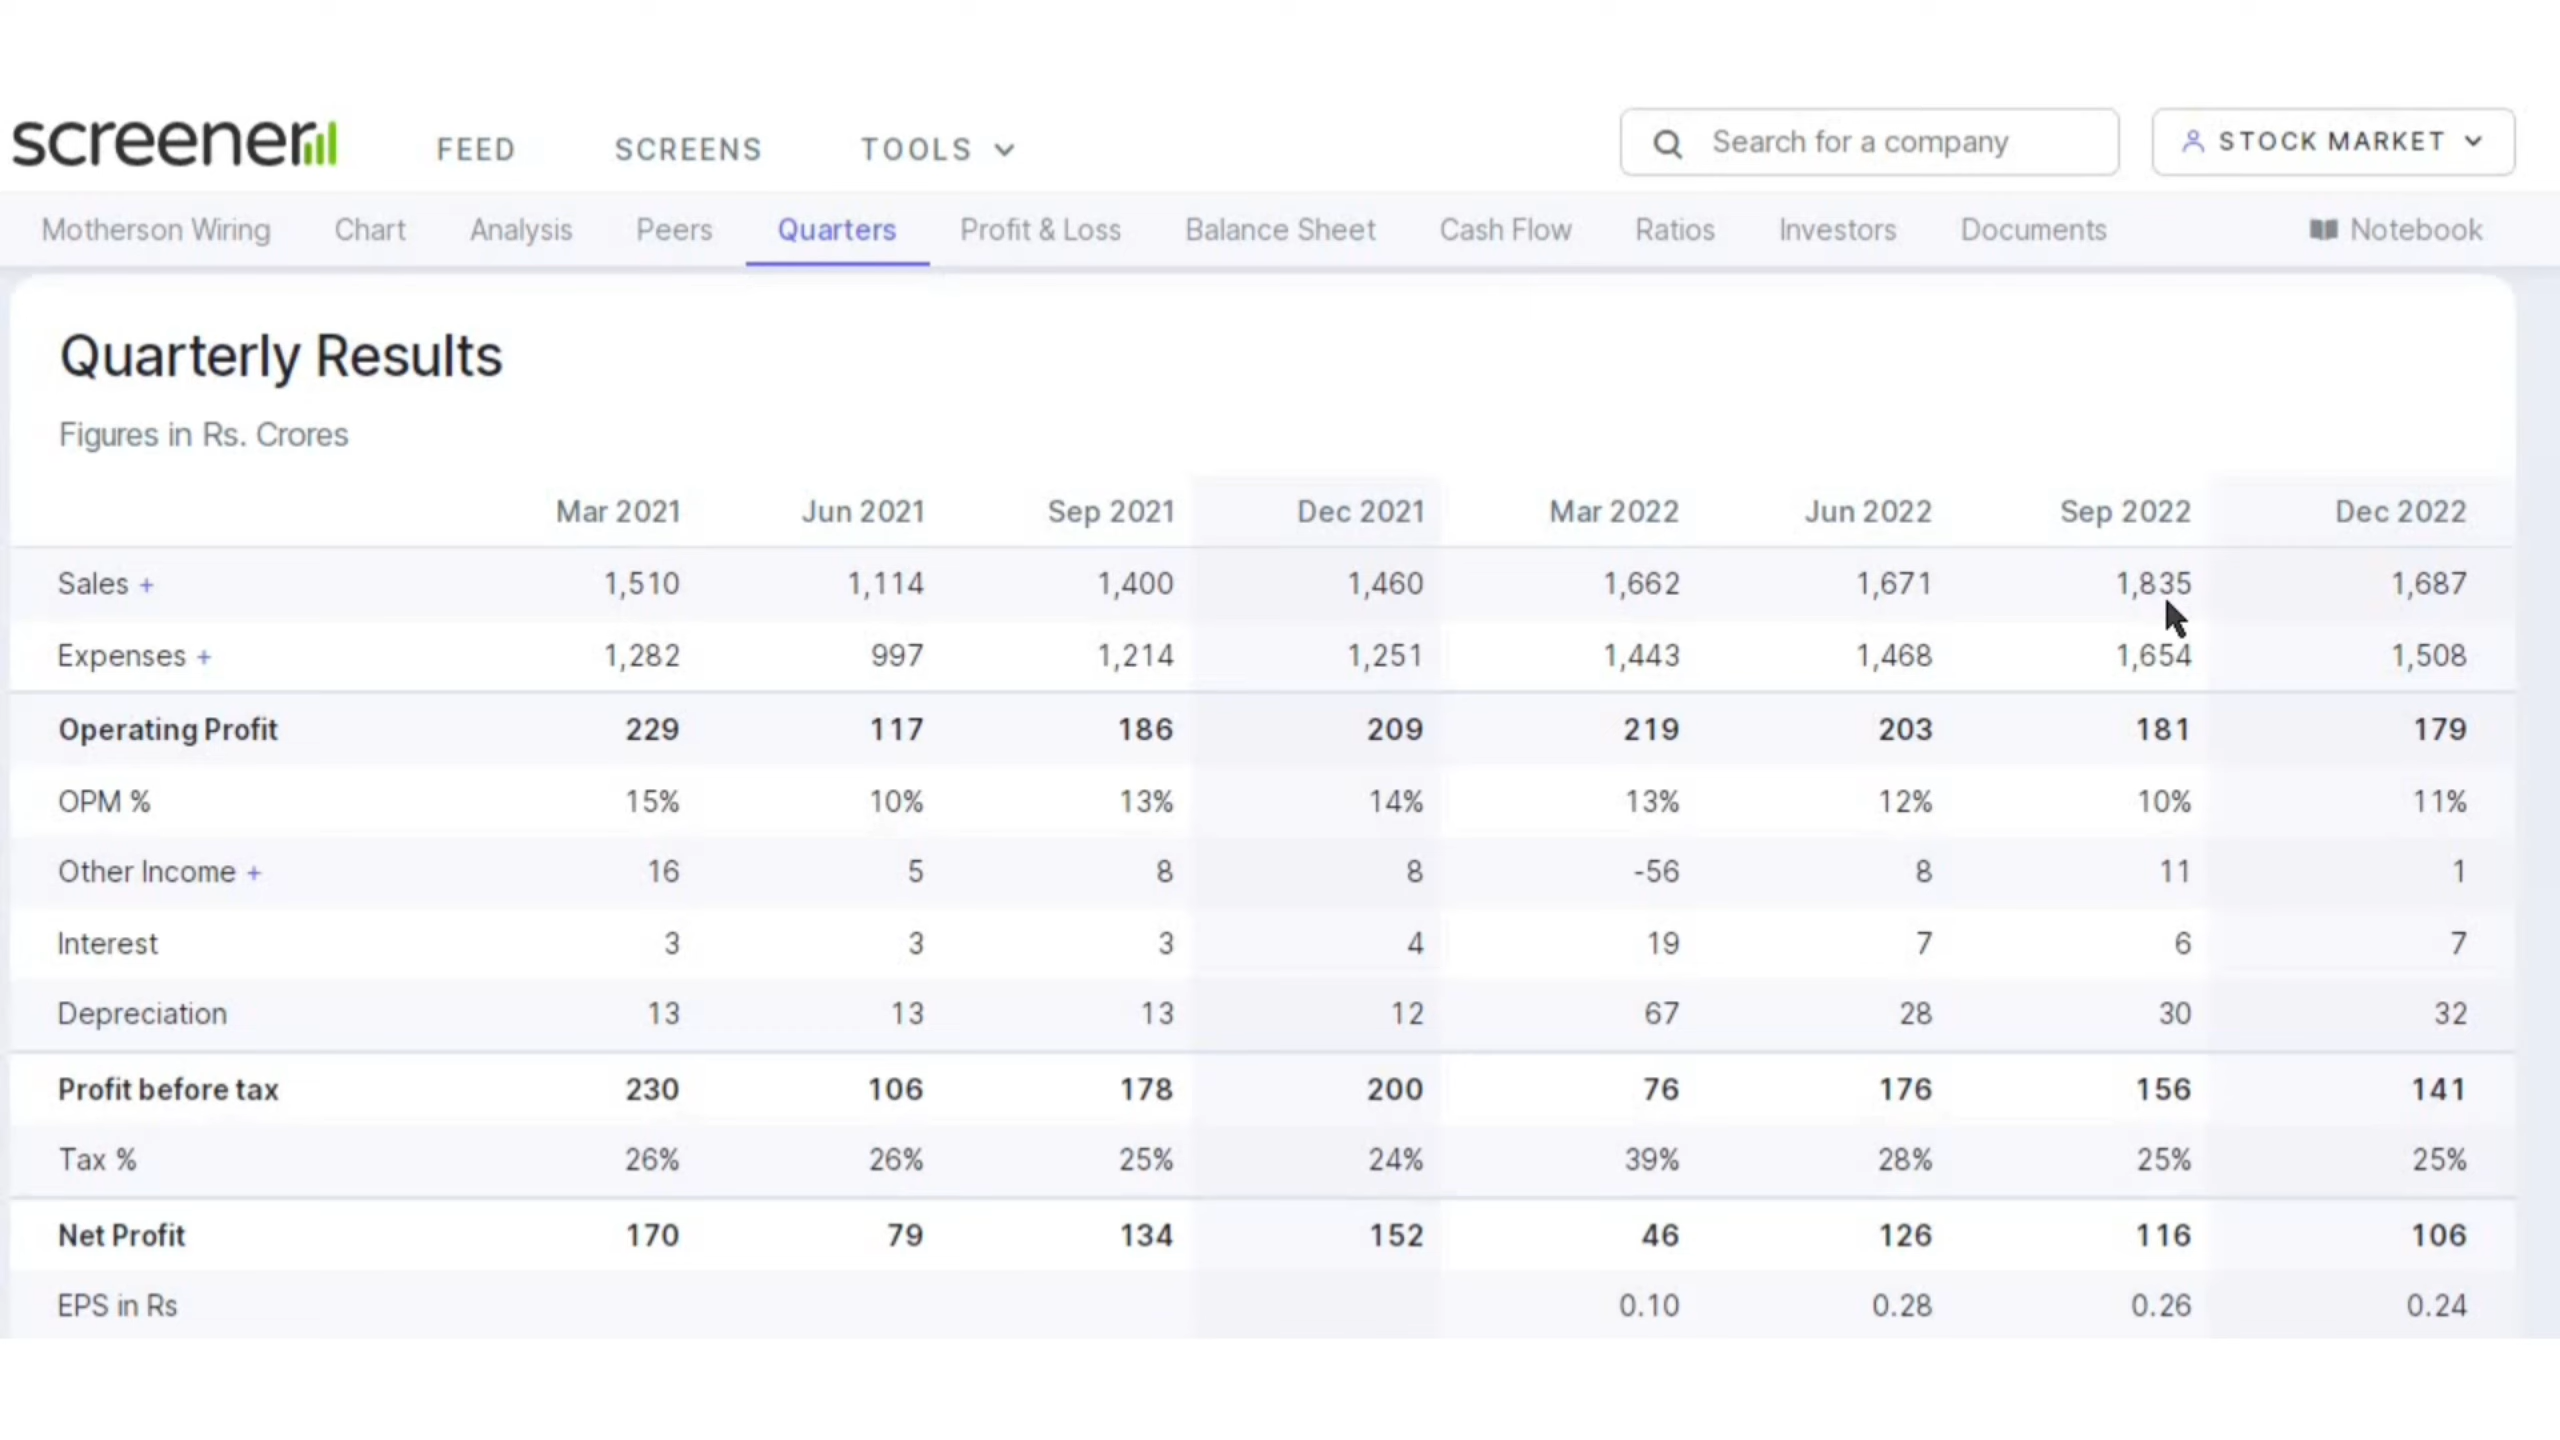 screener FEED SCREENS TOOLS Search for a company STOCK MARKET
Motherson Wiring Chart Analysis Peers Quarters Profit & Loss Balance Sheet Cash Flow Ratios Investors Documents Notebook
Quarterly Results
Figures in Rs. Crores
Mar 2021 Jun 2021 Sep 2021 Dec 2021 Mar 2022 Jun 2022 Sep 2022 Dec 2022
Sales + 1,510 1,114 1,400 1,460 1,662 1,671 1,835 1,687
Expenses + 1,282 997 1,214 1,251 1,443 1,468 1,654 1,508
Operating Profit 229 117 186 209 219 203 181 179
OPM % 15% 10% 13% 14% 13% 12% 10% 11%
Other Income + 16 5 8 8 -56 8 11 1
Interest 3 3 3 4 19 7 6 7
Depreciation 13 13 13 12 67 28 30 32
Profit before tax 230 106 178 200 76 176 156 141
Tax % 26% 26% 25% 24% 39% 28% 25% 25%
Net Profit 170 79 134 152 46 126 116 106
EPS in Rs 0.10 0.28 0.26 0.24